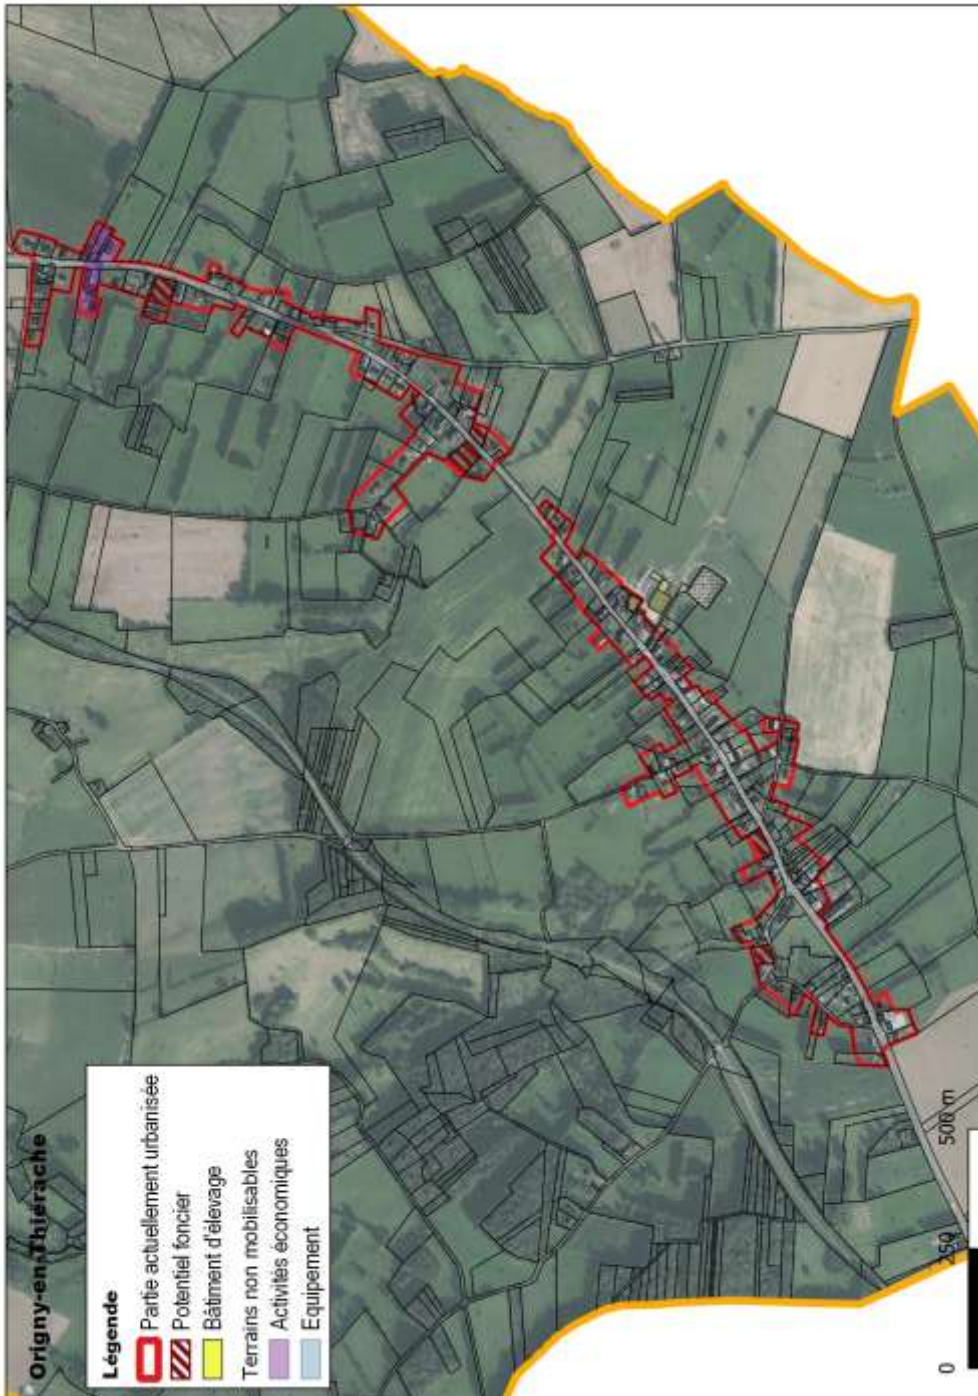 Origny-en-Thiérache
Légende
Partie actuellement urbanisée
Potentiel foncier
Bâtiment d'élevage
Terrains non mobilisables
Activités économiques
Equipement
0 250 500 m